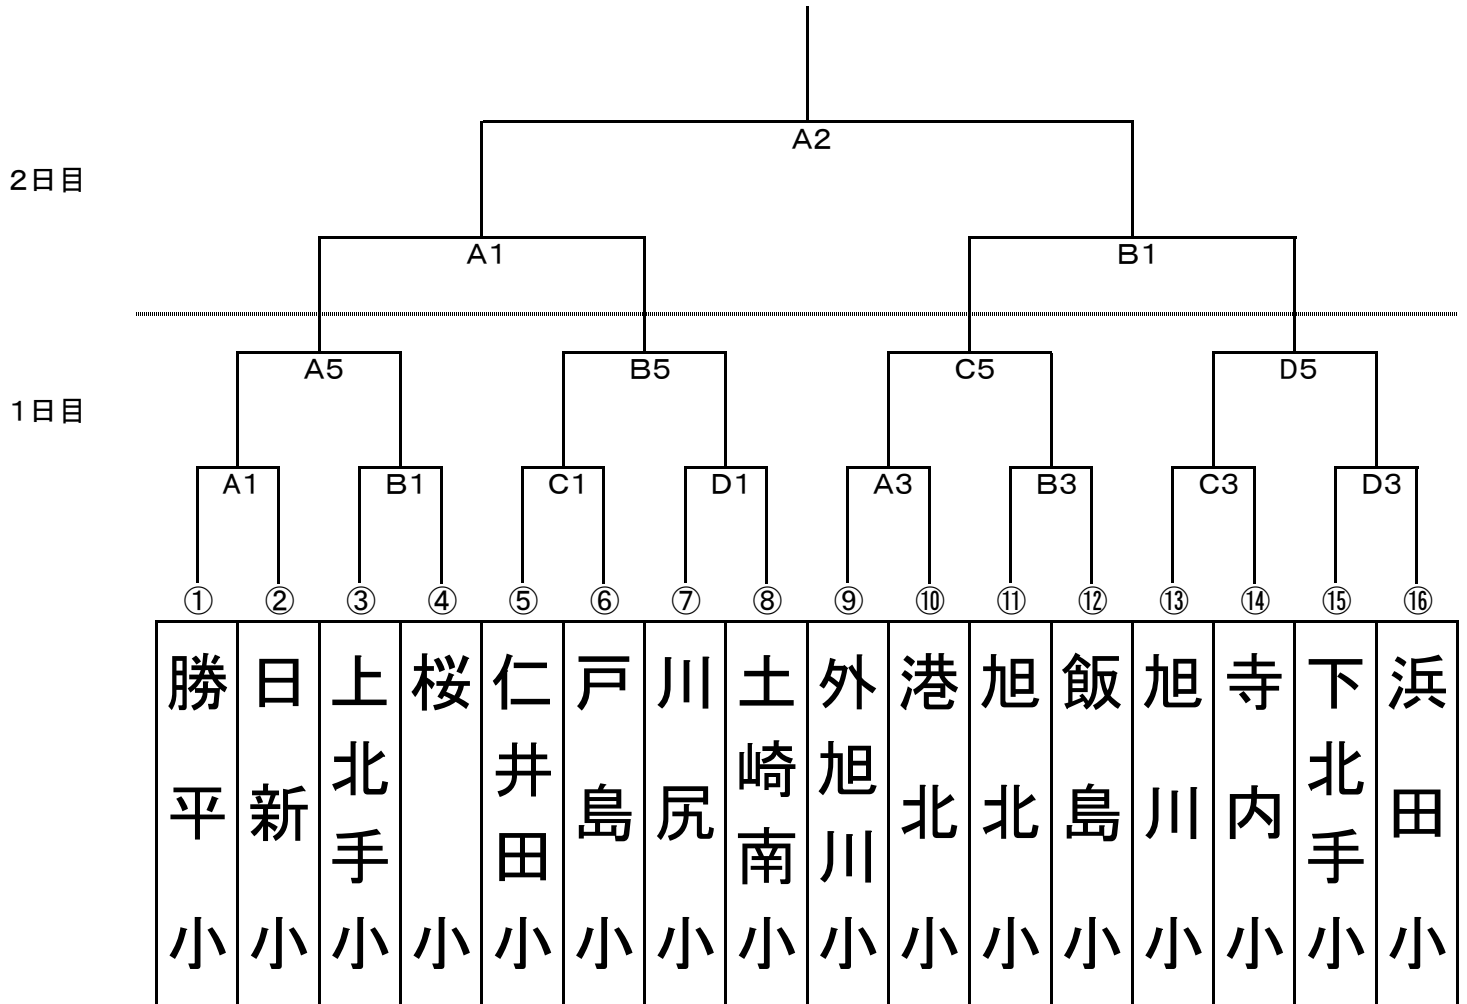 A2
2日目
A1 B1
A5 B5 C5 D5
1日目
A1 B1 C1 D1 A3 B3 C3 D3
① ② ③ ④ ⑤ ⑥ ⑦ ⑧ ⑨ ⑩ ⑪ ⑫ ⑬ ⑭ ⑮ ⑯
勝平小
日新小
上北手小
桜小
仁井田小
戸島小
川尻小
土崎南小
外旭川小
港北小
旭北小
飯島小
旭川小
寺内小
下北手小
浜田小